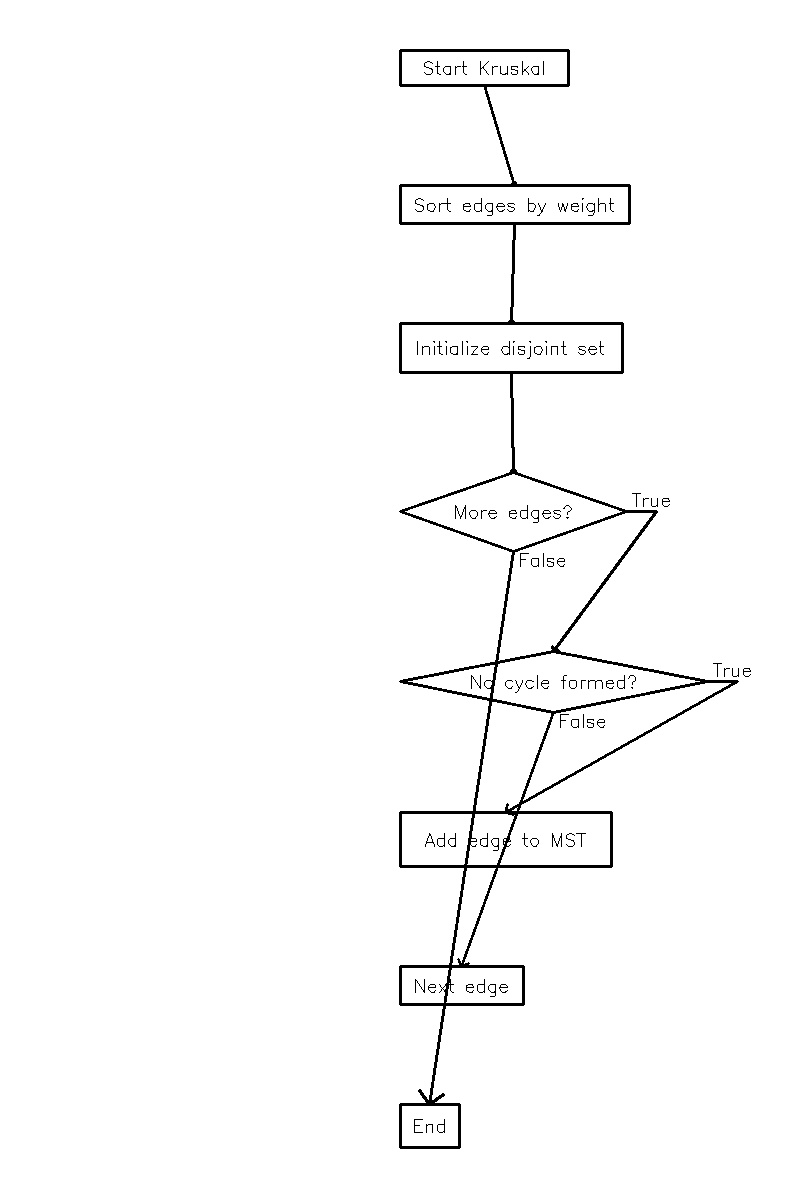 Start Kruskal
Sort edges by weight
Initialize disjoint set
True
More edges?
False
True
No cycle formed?
False
Add edge to MST
Next edge
End